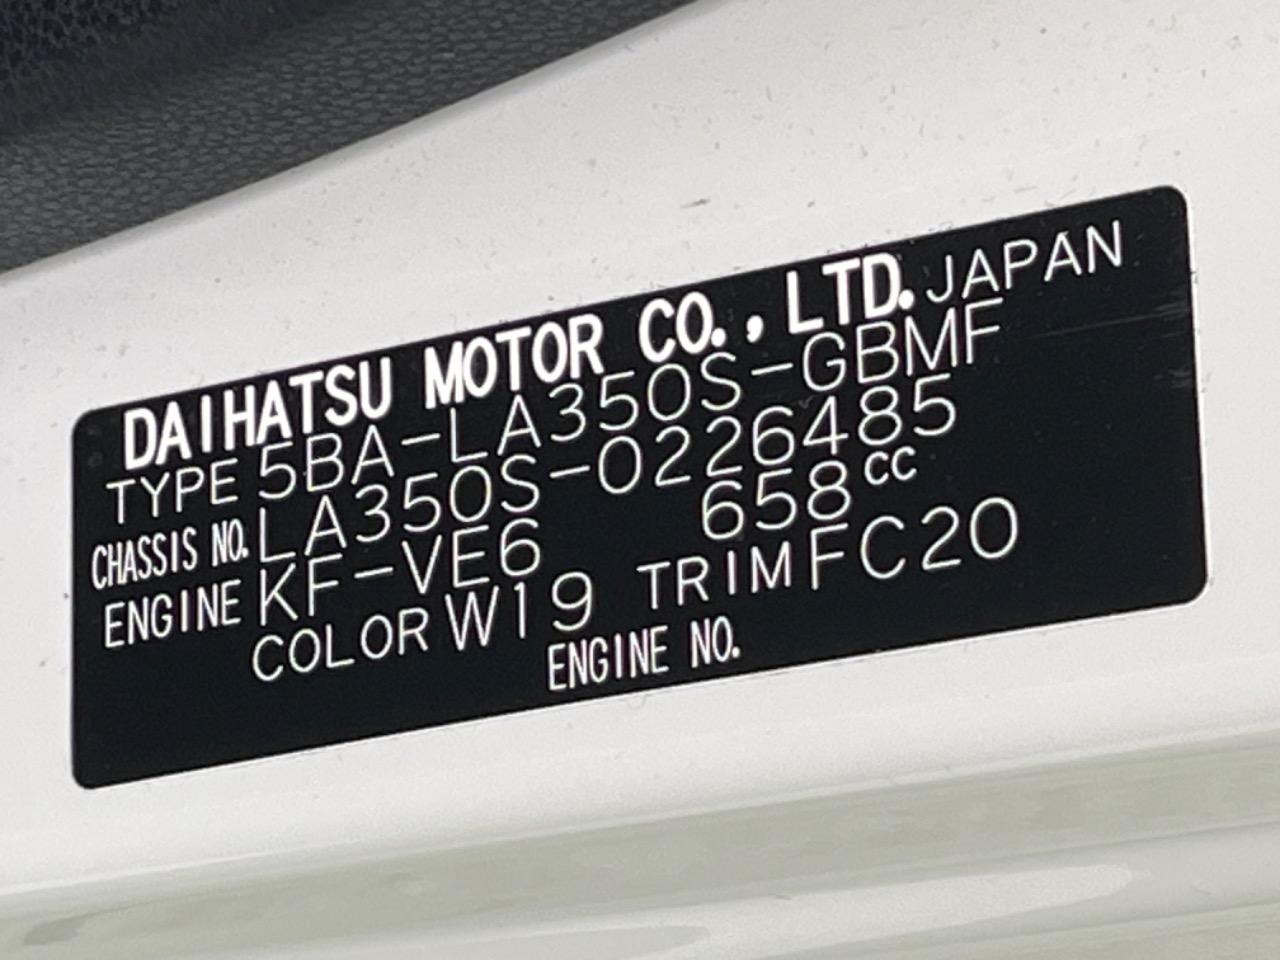 DAIHATSU MOTOR CO., LTD. JAPAN
TYPE 5BA-LA350S-GBMF
CHASSIS NO. LA350S-0226485
ENGINE KF-VE6 658cc
COLOR W19 TRIM FC20
ENGINE NO.